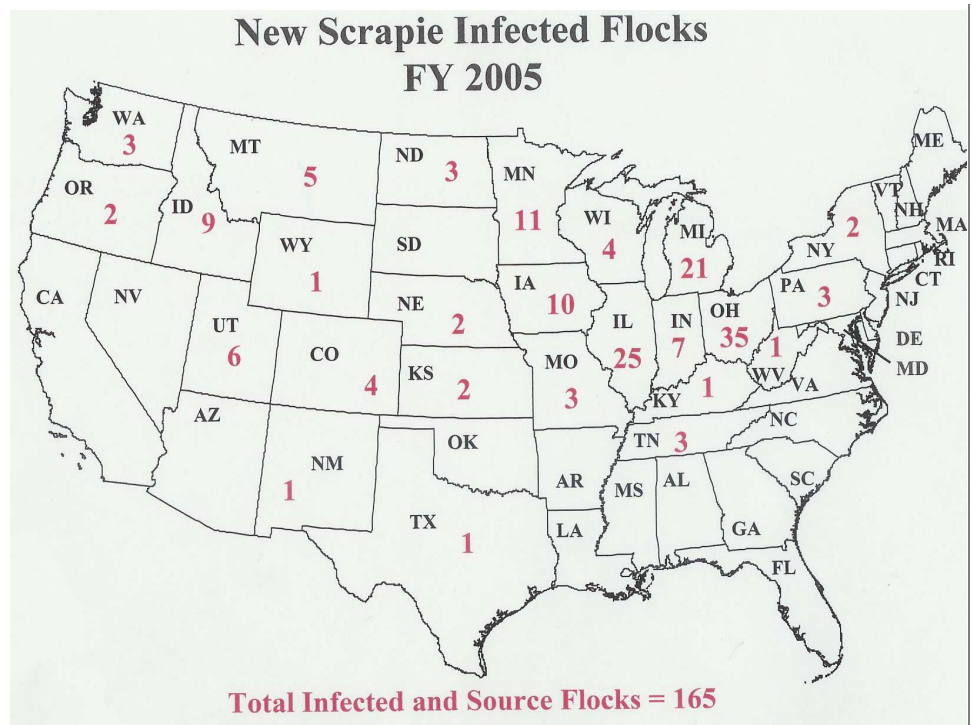 New Scrapie Infected Flocks
FY 2005
WA
3
MT
5
ND
3
MN
11
OR
2
ID
9
WY
1
SD
WI
4
MI
21
ME
VT
NH
NY
2
MA
RI
CT
CA
NV
UT
6
CO
4
NE
2
IA
10
IL
25
IN
7
OH
35
PA
3
NJ
DE
MD
KS
2
MO
3
KY
1
WV
1
VA
AZ
NM
1
OK
AR
TN
3
NC
TX
1
LA
MS
AL
GA
SC
FL
Total Infected and Source Flocks = 165